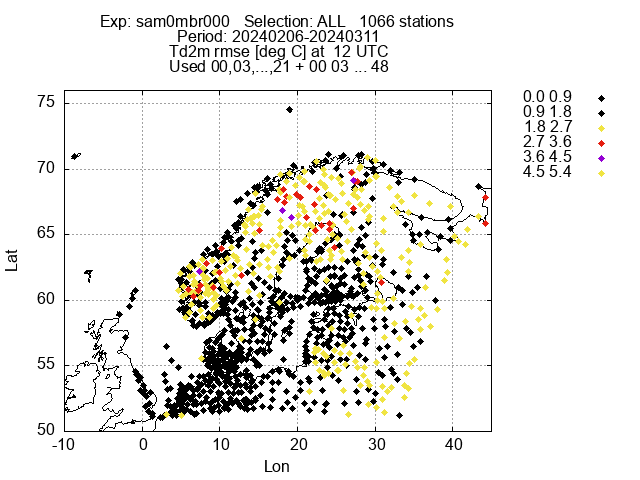 Exp: sam0mbr000 Selection: ALL 1066 stations
Period: 20240206-20240311
Td2m rmse [deg C] at 12 UTC
Used 00,03,...,21 + 00 03 ... 48
0.0 0.9
0.9 1.8
1.8 2.7
2.7 3.6
3.6 4.5
4.5 5.4
75
70
65
60
55
50
Lat
-10 0 10 20 30 40
Lon